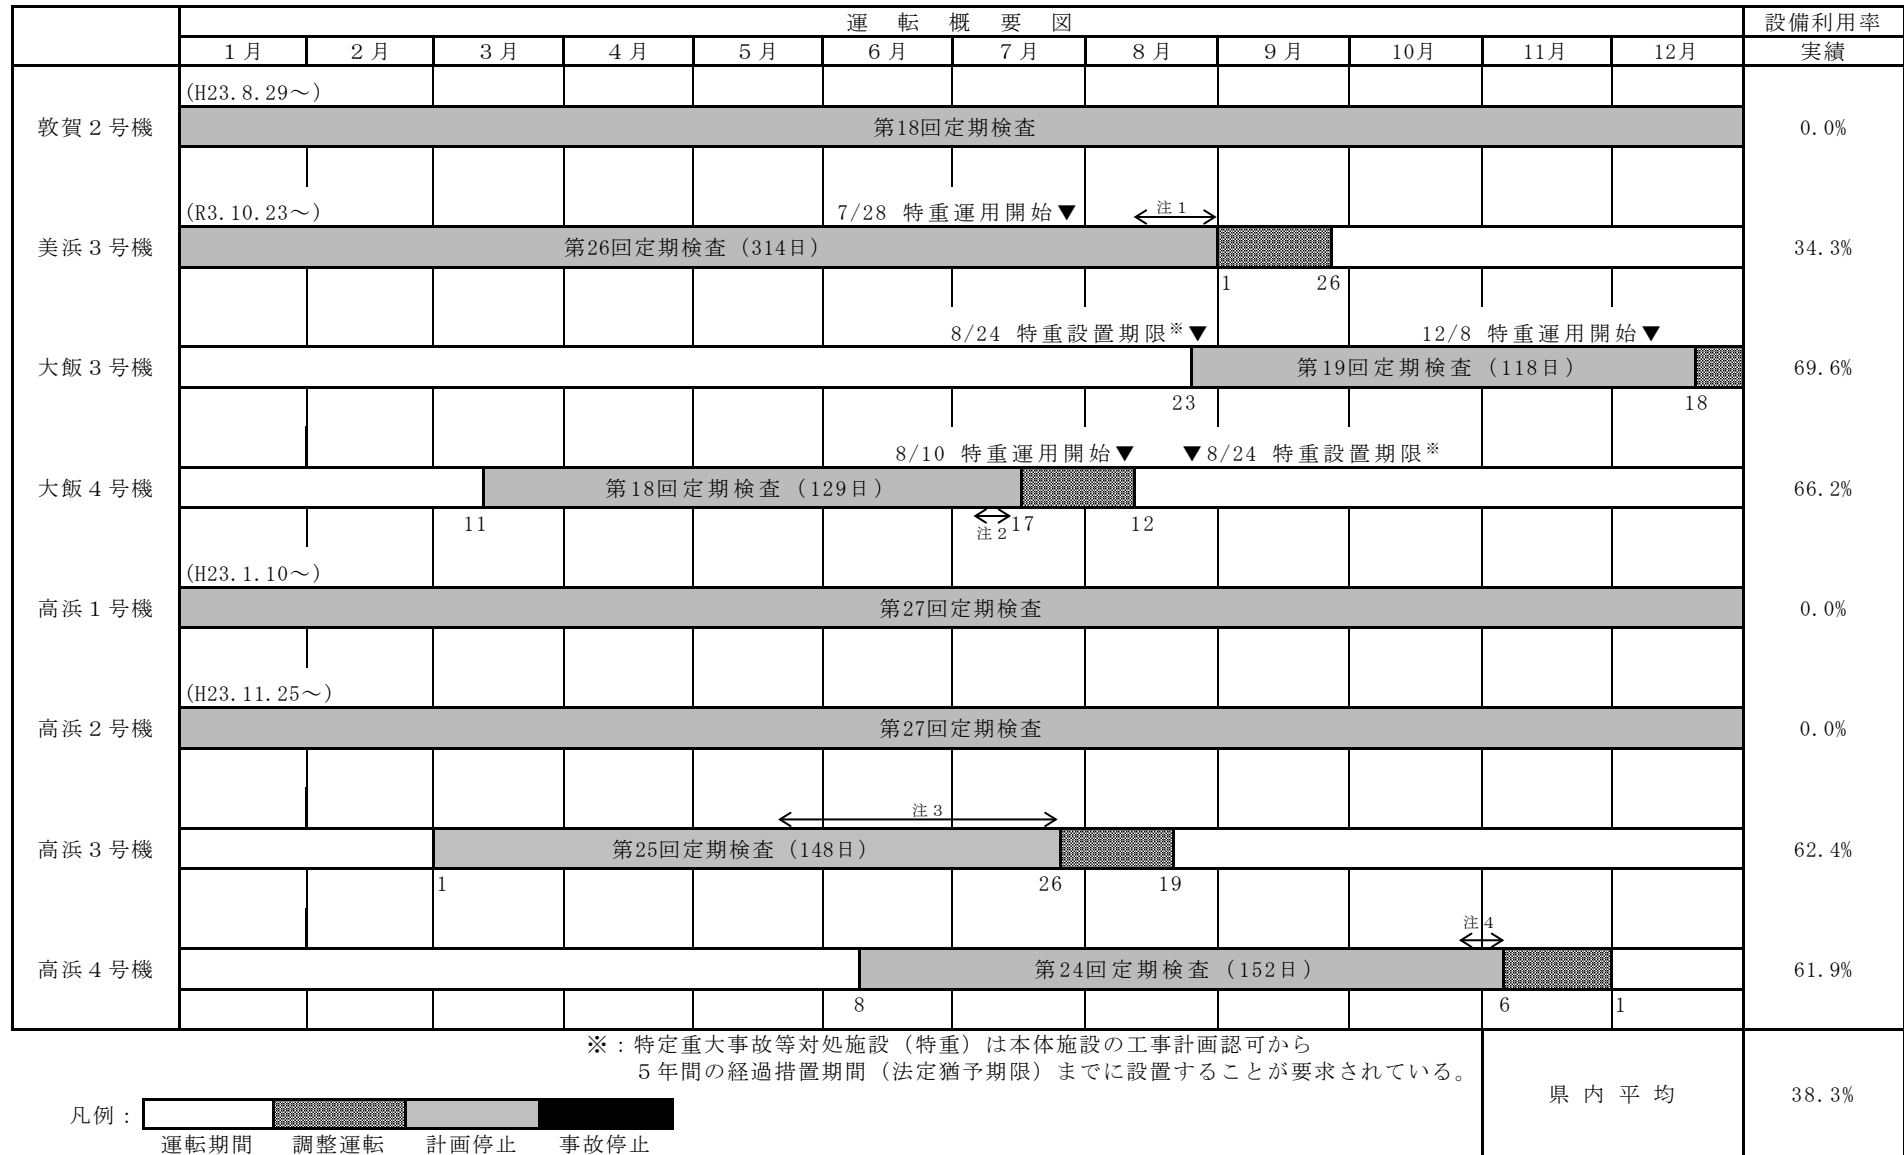 運 転 概 要 図 設備利用率
１月 ２月 ３月 ４月 ５月 ６月 ７月 ８月 ９月 10月 11月 12月 実績
(H23.8.29～)
敦賀２号機 第18回定期検査 0.0%
(R3.10.23～) 7/28 特重運用開始▼ 注１
美浜３号機 第26回定期検査（314日） 34.3%
1 26
8/24 特重設置期限※▼ 12/8 特重運用開始▼
大飯３号機 第19回定期検査（118日） 69.6%
23 18
8/10 特重運用開始▼ ▼8/24 特重設置期限※
大飯４号機 第18回定期検査（129日） 66.2%
11 注２ 17 12
(H23.1.10～)
高浜１号機 第27回定期検査 0.0%
(H23.11.25～)
高浜２号機 第27回定期検査 0.0%
注３
高浜３号機 第25回定期検査（148日） 62.4%
1 26 19
注４
高浜４号機 第24回定期検査（152日） 61.9%
8 6 1
※：特定重大事故等対処施設（特重）は本体施設の工事計画認可から
５年間の経過措置期間（法定猶予期限）までに設置することが要求されている。
県 内 平 均 38.3%
凡例：
運転期間 調整運転 計画停止 事故停止